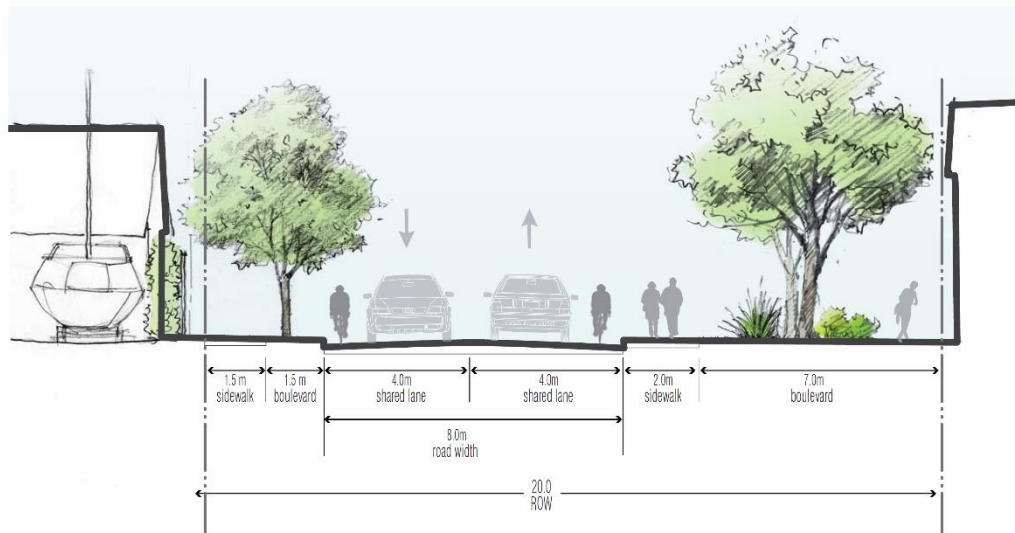 1.5 m
sidewalk
1.5 m
boulevard
4.0m
shared lane
4.0m
shared lane
2.0m
sidewalk
7.0m
boulevard
8.0m
road width
20.0
ROW